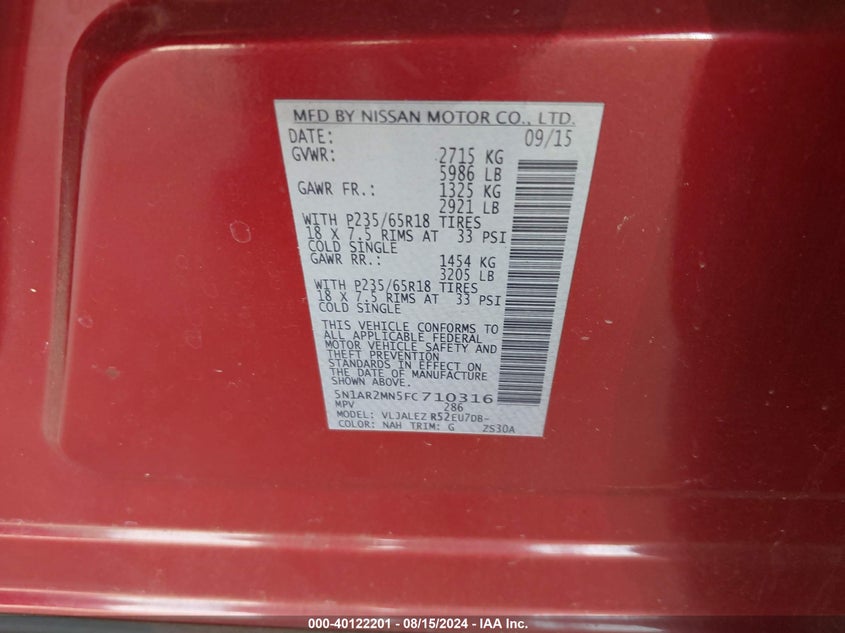 MFD BY NISSAN MOTOR CO., LTD.
DATE: 09/15
GVWR: 2715 KG
5986 LB
GAWR FR.: 1325 KG
2921 LB
WITH P235/65R18 TIRES
18 X 7.5 RIMS AT 33 PSI
COLD SINGLE
GAWR RR.: 1454 KG
3205 LB
WITH P235/65R18 TIRES
18 X 7.5 RIMS AT 33 PSI
COLD SINGLE
THIS VEHICLE CONFORMS TO
ALL APPLICABLE FEDERAL
MOTOR VEHICLE SAFETY AND
THEFT PREVENTION
STANDARDS IN EFFECT ON
THE DATE OF MANUFACTURE
SHOWN ABOVE.
5N1AR2MN5FC710316
MPV 286
MODEL: VLJALEZ R52EU7D8-
COLOR: NAH TRIM: G ZS30A
000-40122201 - 08/15/2024 - IAA Inc.